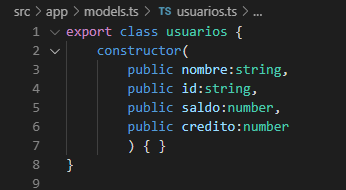 src > app > models.ts > usuarios.ts > ...
1 export class usuarios {
2     constructor(
3         public nombre:string,
4         public id:string,
5         public saldo:number,
6         public credito:number
7         ) { }
8 }
9